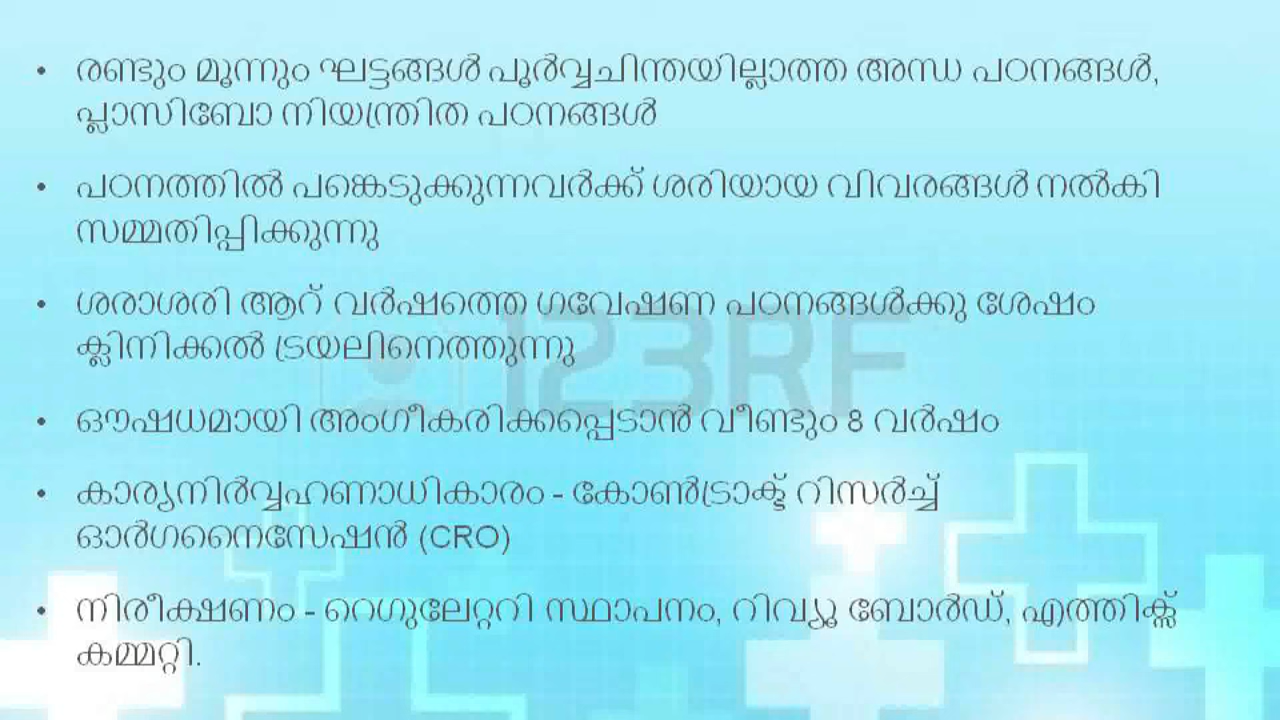 • രണ്ടും മൂന്നും ഘട്ടങ്ങൾ പൂർവ്വചിന്തയില്ലാത്ത അന്ധ പഠനങ്ങൾ,
പ്ലാസിബോ നിയന്ത്രിത പഠനങ്ങൾ
• പഠനത്തിൽ പങ്കെടുക്കുന്നവർക്ക് ശരിയായ വിവരങ്ങൾ നൽകി
സമ്മതിപ്പിക്കുന്നു
• ശരാശരി ആറ് വർഷത്തെ ഗവേഷണ പഠനങ്ങൾക്കു ശേഷം
ക്ലിനിക്കൽ ട്രയലിനെത്തുന്നു
123RF
• ഔഷധമായി അംഗീകരിക്കപ്പെടാൻ വീണ്ടും 8 വർഷം
• കാര്യനിർവ്വഹണാധികാരം - കോൺട്രാക്ട് റിസർച്ച്
ഓർഗനൈസേഷൻ (CRO)
• നിരീക്ഷണം - റെഗുലേറ്ററി സ്ഥാപനം, റിവ്യൂ ബോർഡ്, എത്തിക്സ്
കമ്മറ്റി.